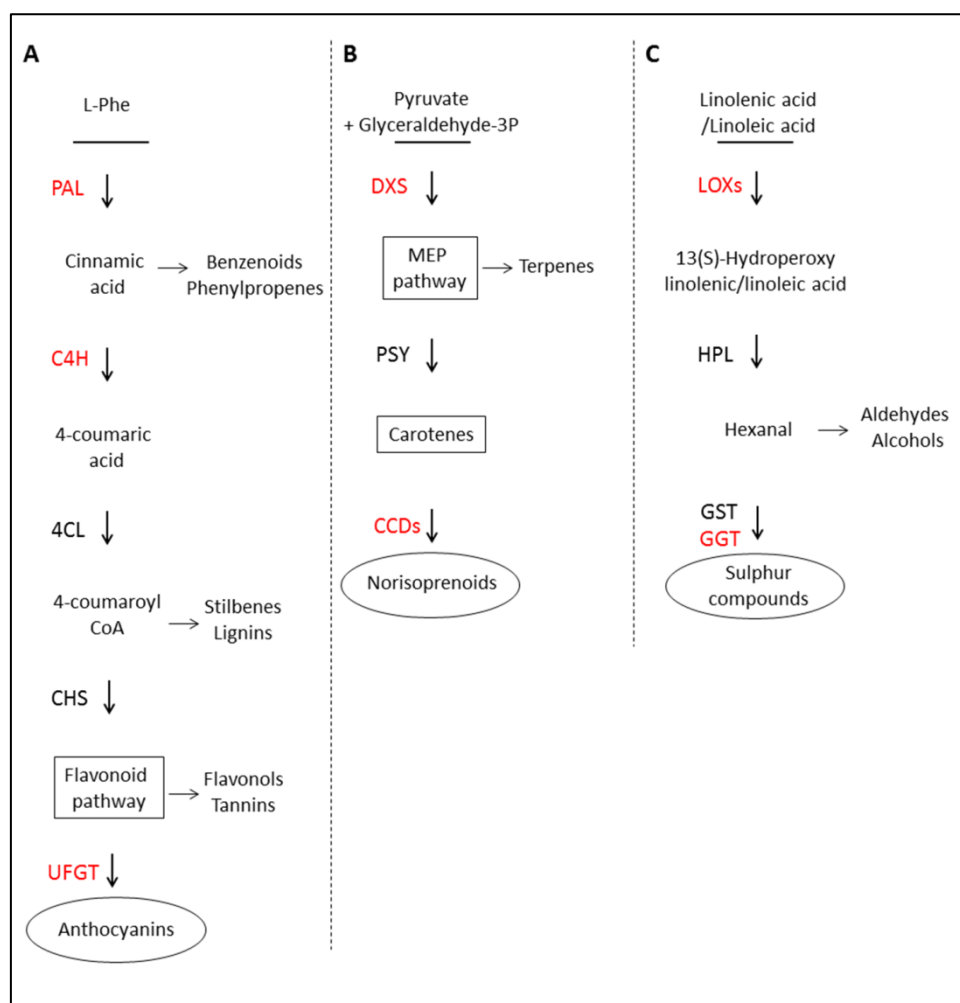 A
L-Phe
PAL
Cinnamic
acid
Benzenoids
Phenylpropenes
C4H
4-coumaric
acid
4CL
4-coumaroyl
CoA
Stilbenes
Lignins
CHS
Flavonoid
pathway
Flavonols
Tannins
UFGT
Anthocyanins
B
Pyruvate
+ Glyceraldehyde-3P
DXS
MEP
pathway
Terpenes
PSY
Carotenes
CCDs
Norisoprenoids
C
Linolenic acid
/Linoleic acid
LOXs
13(S)-Hydroperoxy
linolenic/linoleic acid
HPL
Hexanal
Aldehydes
Alcohols
GST
GGT
Sulphur
compounds